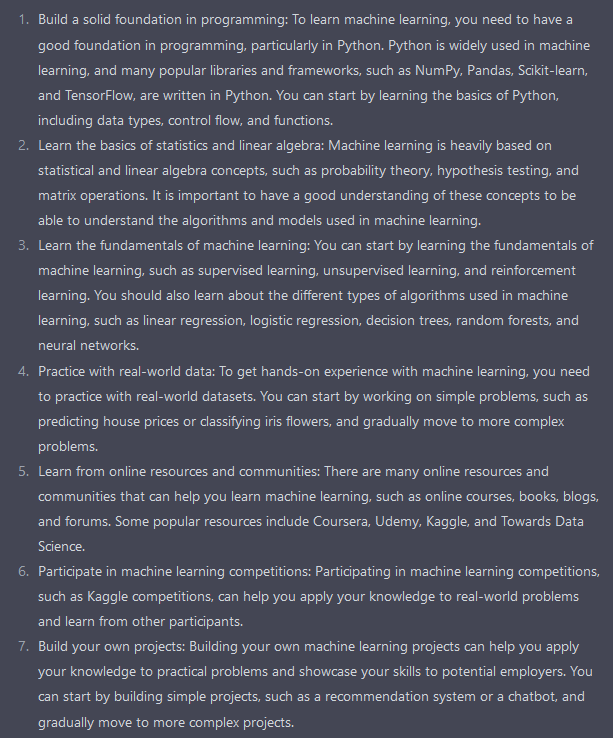 1. Build a solid foundation in programming: To learn machine learning, you need to have a
good foundation in programming, particularly in Python. Python is widely used in machine
learning, and many popular libraries and frameworks, such as NumPy, Pandas, Scikit-learn,
and TensorFlow, are written in Python. You can start by learning the basics of Python,
including data types, control flow, and functions.
2. Learn the basics of statistics and linear algebra: Machine learning is heavily based on
statistical and linear algebra concepts, such as probability theory, hypothesis testing, and
matrix operations. It is important to have a good understanding of these concepts to be
able to understand the algorithms and models used in machine learning.
3. Learn the fundamentals of machine learning: You can start by learning the fundamentals of
machine learning, such as supervised learning, unsupervised learning, and reinforcement
learning. You should also learn about the different types of algorithms used in machine
learning, such as linear regression, logistic regression, decision trees, random forests, and
neural networks.
4. Practice with real-world data: To get hands-on experience with machine learning, you need
to practice with real-world datasets. You can start by working on simple problems, such as
predicting house prices or classifying iris flowers, and gradually move to more complex
problems.
5. Learn from online resources and communities: There are many online resources and
communities that can help you learn machine learning, such as online courses, books, blogs,
and forums. Some popular resources include Coursera, Udemy, Kaggle, and Towards Data
Science.
6. Participate in machine learning competitions: Participating in machine learning competitions,
such as Kaggle competitions, can help you apply your knowledge to real-world problems
and learn from other participants.
7. Build your own projects: Building your own machine learning projects can help you apply
your knowledge to practical problems and showcase your skills to potential employers. You
can start by building simple projects, such as a recommendation system or a chatbot, and
gradually move to more complex projects.